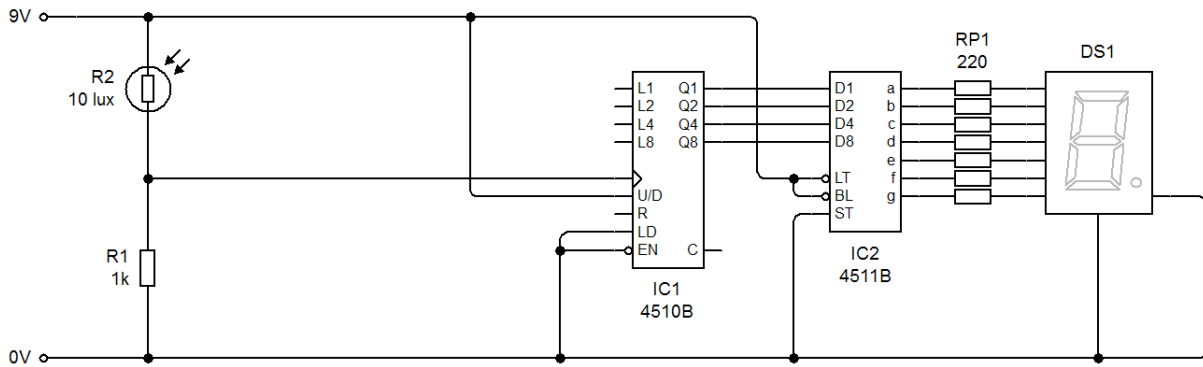 9V
R2
10 lux
R1
1k
0V
L1 Q1
L2 Q2
L4 Q4
L8 Q8
U/D
R
LD
EN C
IC1
4510B
D1 a
D2 b
D4 c
D8 d
e
LT f
BL g
ST
IC2
4511B
RP1
220
DS1